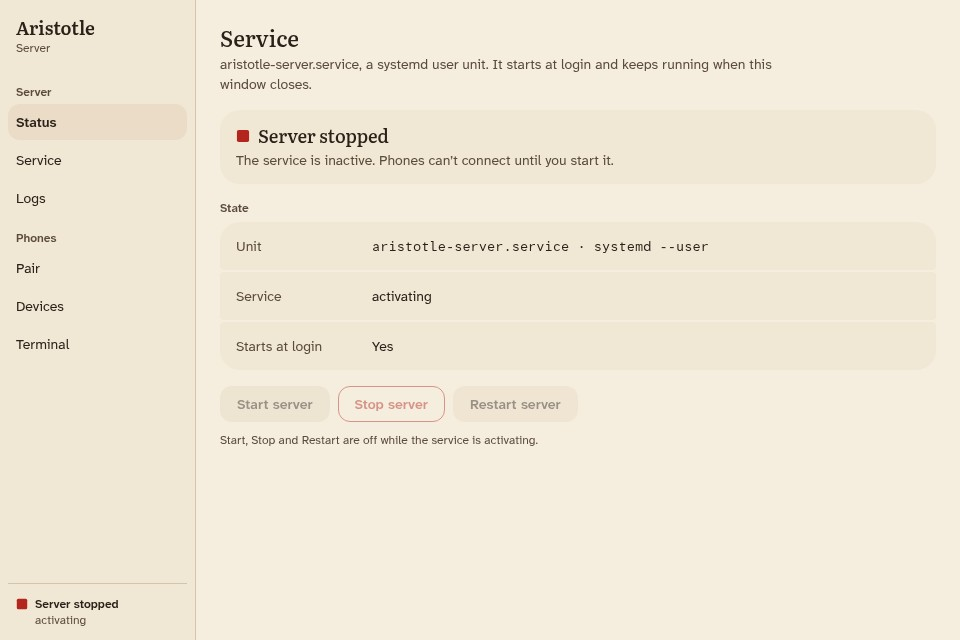 Aristotle
Server
Server
Status
Service
Logs
Phones
Pair
Devices
Terminal
Server stopped
activating
Service
aristotle-server.service, a systemd user unit. It starts at login and keeps running when this
window closes.
Server stopped
The service is inactive. Phones can't connect until you start it.
State
Unit aristotle-server.service · systemd --user
Service activating
Starts at login Yes
Start server Stop server Restart server
Start, Stop and Restart are off while the service is activating.